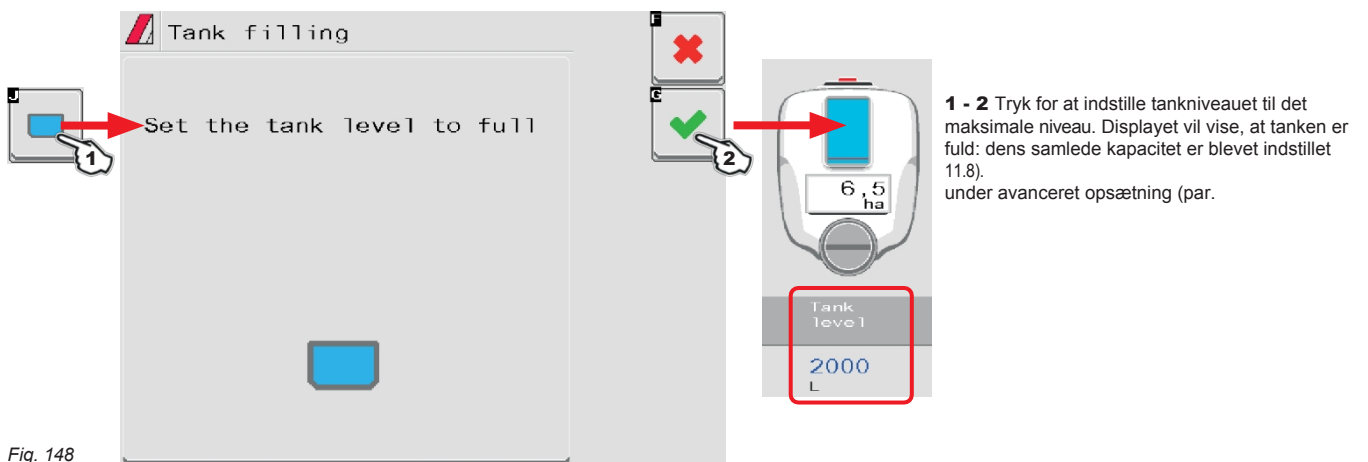 Tank filling
F
J
G
Set the tank level to full
1
2
6,5
ha
Tank
level
2000
L
1 - 2 Tryk for at indstille tankniveauet til det
maksimale niveau. Displayet vil vise, at tanken er
fuld: dens samlede kapacitet er blevet indstillet
11.8).
under avanceret opsætning (par.
Fig. 148